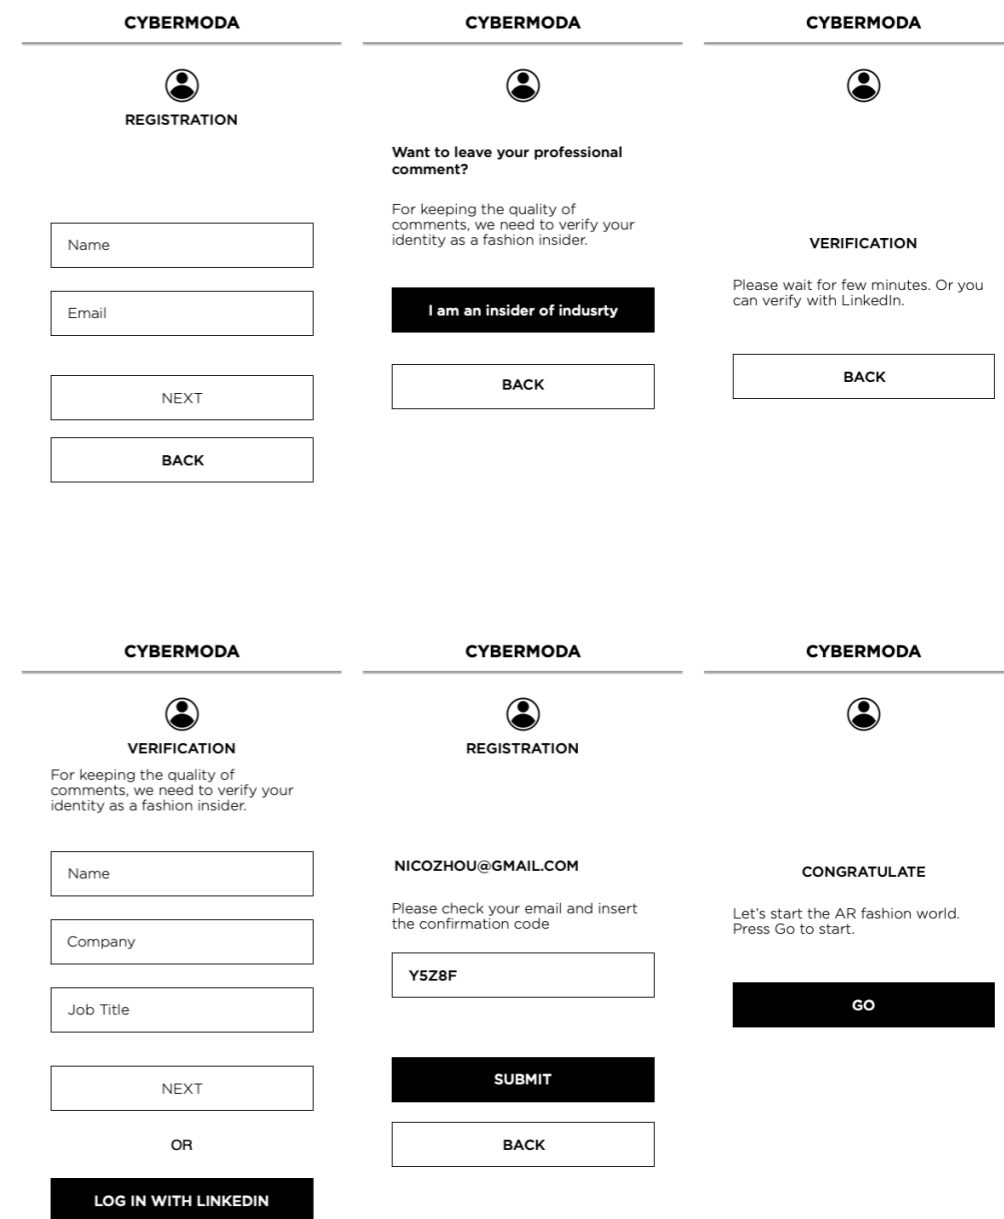 CYBERMODA
REGISTRATION
Name
Email
NEXT
BACK
CYBERMODA
Want to leave your professional
comment?
For keeping the quality of
comments, we need to verify your
identity as a fashion insider.
I am an insider of indusrty
BACK
CYBERMODA
VERIFICATION
Please wait for few minutes. Or you
can verify with LinkedIn.
BACK
CYBERMODA
VERIFICATION
For keeping the quality of
comments, we need to verify your
identity as a fashion insider.
Name
Company
Job Title
NEXT
OR
LOG IN WITH LINKEDIN
CYBERMODA
REGISTRATION
NICOZHOU@GMAIL.COM
Please check your email and insert
the confirmation code
Y5Z8F
SUBMIT
BACK
CYBERMODA
CONGRATULATE
Let's start the AR fashion world.
Press Go to start.
GO